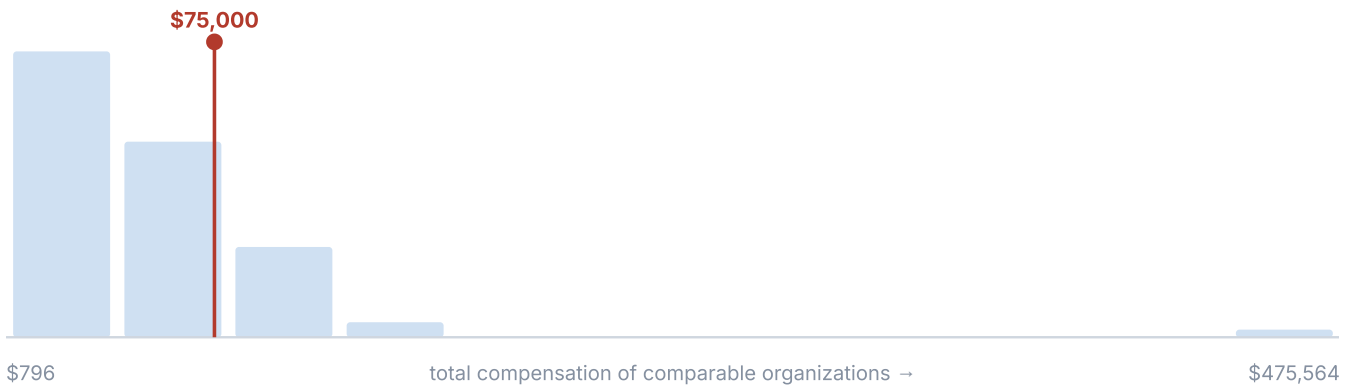 $75,000
$796
total compensation of comparable organizations →
$475,564